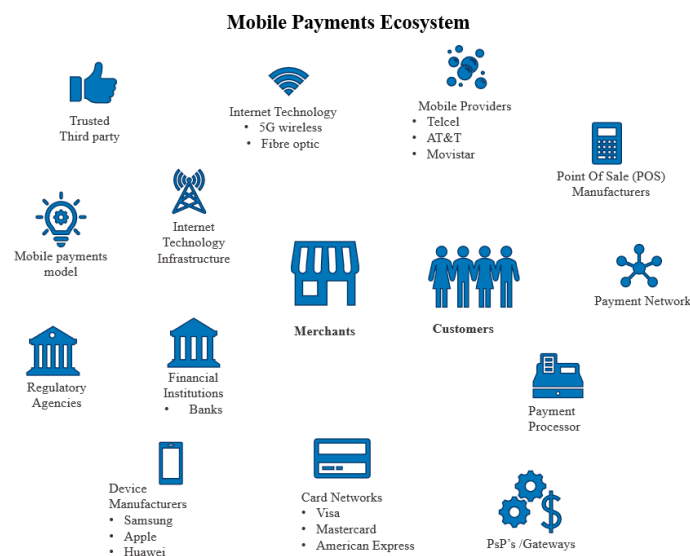 Mobile Payments Ecosystem
Trusted
Third party
Internet Technology
• 5G wireless
• Fibre optic
Mobile Providers
• Telcel
• AT&T
• Movistar
Point Of Sale (POS)
Manufacturers
Mobile payments
model
Internet
Technology
Infrastructure
Merchants
Customers
Payment Network
Regulatory
Agencies
Financial
Institutions
• Banks
Payment
Processor
Device
Manufacturers
• Samsung
• Apple
• Huawei
Card Networks
• Visa
• Mastercard
• American Express
$
PsP's /Gateways